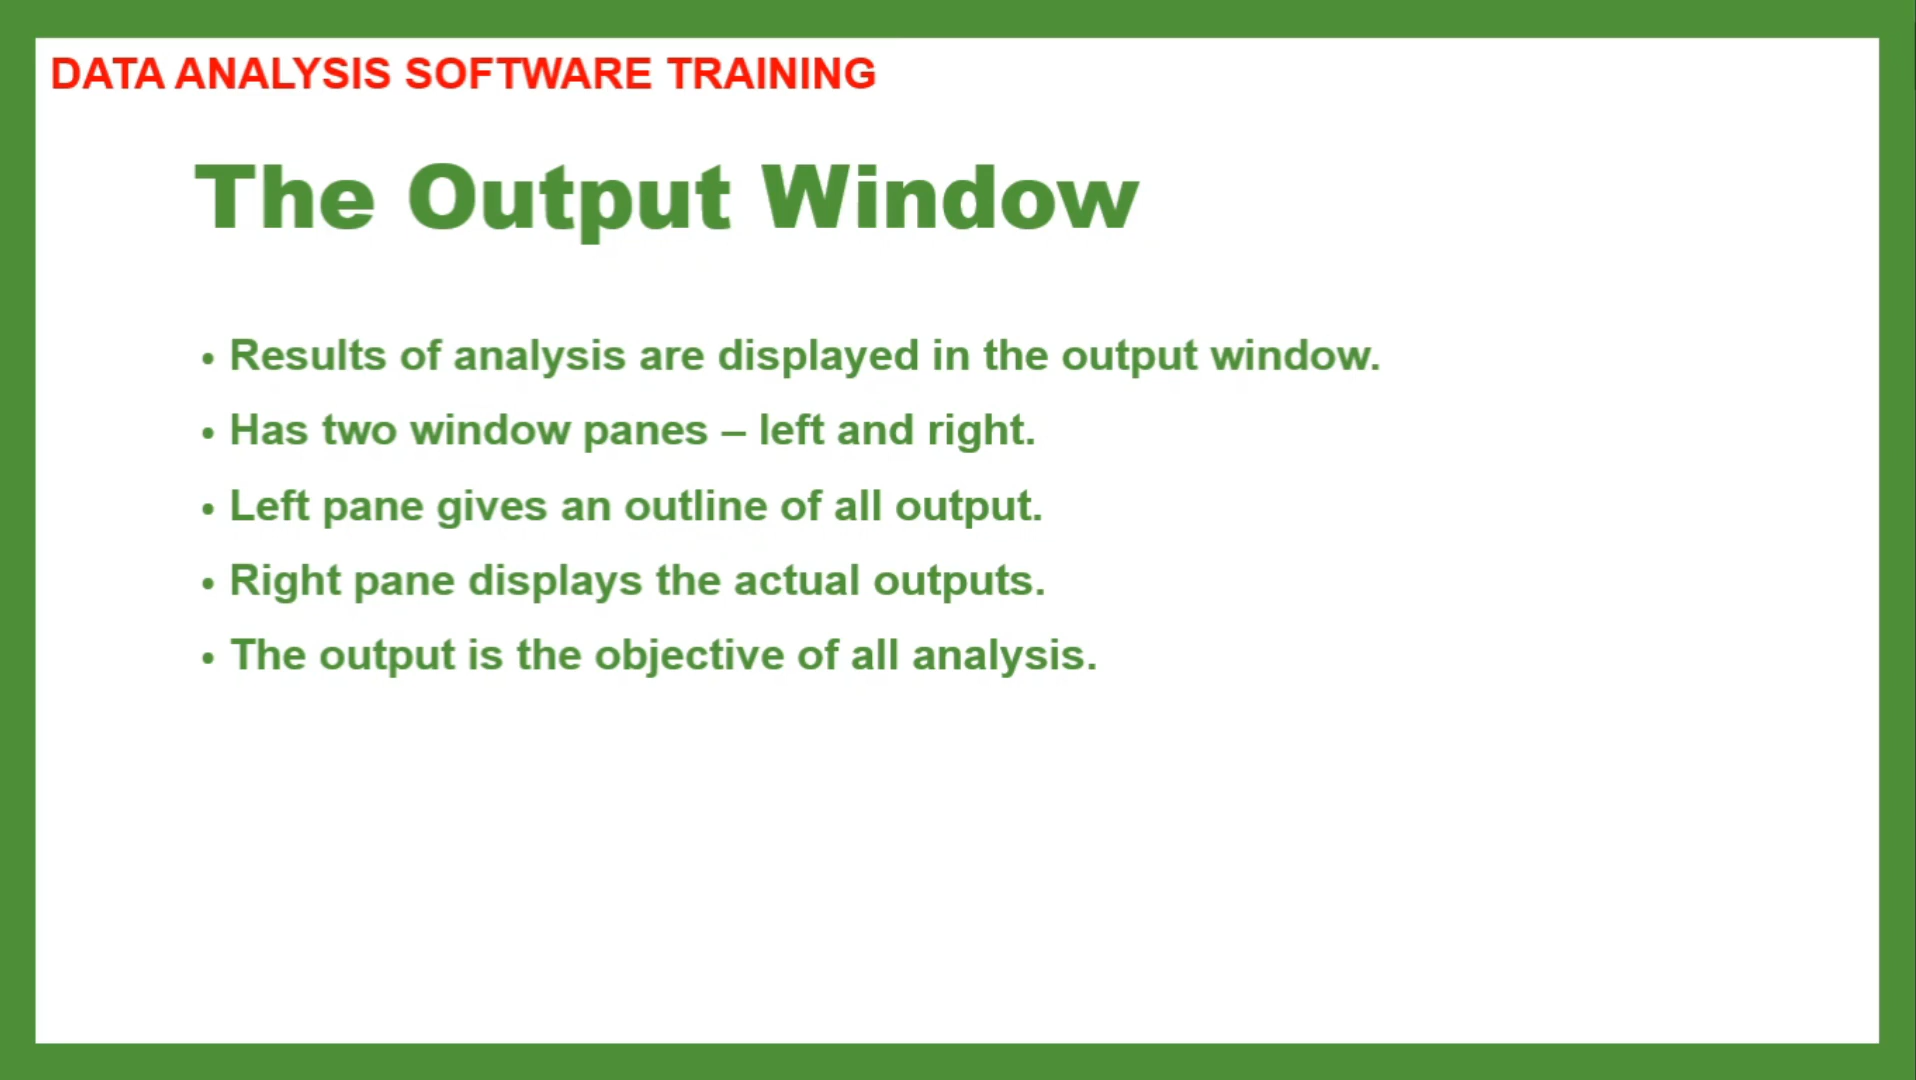 DATA ANALYSIS SOFTWARE TRAINING
The Output Window
• Results of analysis are displayed in the output window.
• Has two window panes – left and right.
• Left pane gives an outline of all output.
• Right pane displays the actual outputs.
• The output is the objective of all analysis.